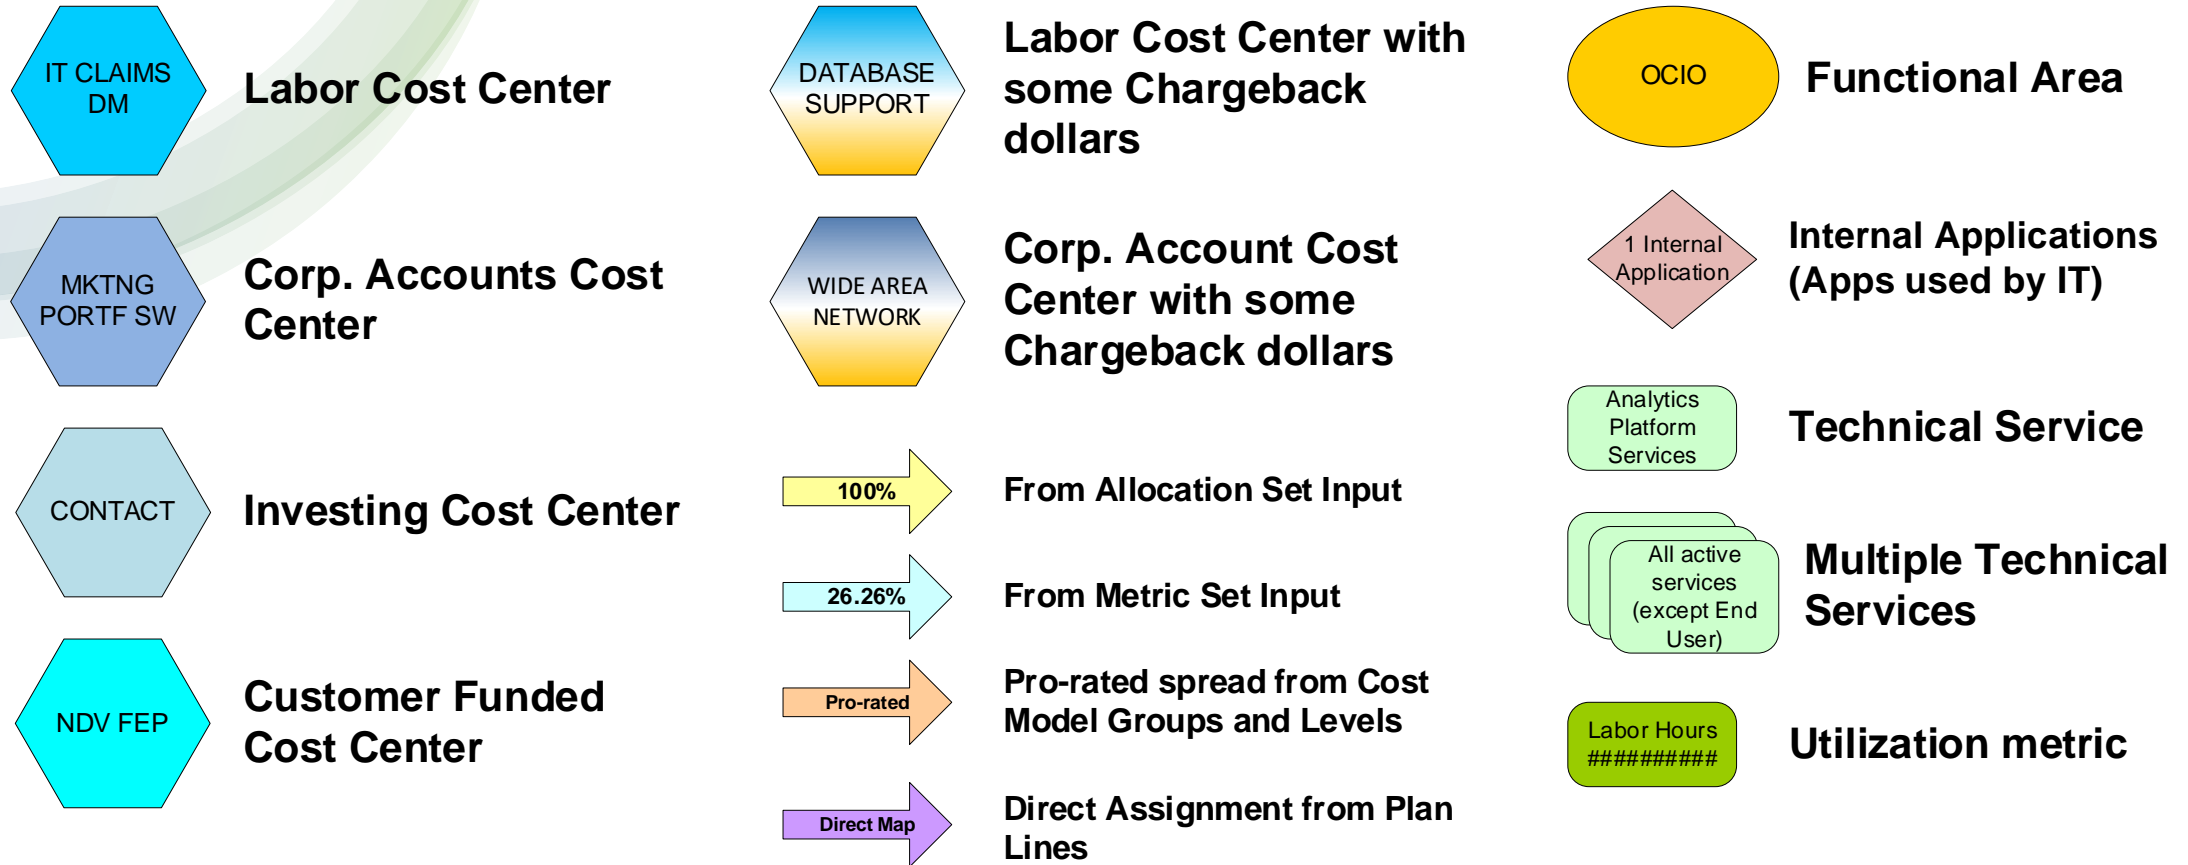 IT CLAIMS
DM
Labor Cost Center
MKTNG
PORTF SW
Corp. Accounts Cost
Center
CONTACT
Investing Cost Center
NDV FEP
Customer Funded
Cost Center
DATABASE
SUPPORT
Labor Cost Center with
some Chargeback
dollars
WIDE AREA
NETWORK
Corp. Account Cost
Center with some
Chargeback dollars
100%
From Allocation Set Input
26.26%
From Metric Set Input
Pro-rated
Pro-rated spread from Cost
Model Groups and Levels
Direct Map
Direct Assignment from Plan
Lines
OCIO
Functional Area
1 Internal
Application
Internal Applications
(Apps used by IT)
Analytics
Platform
Services
Technical Service
All active
services
(except End
User)
Multiple Technical
Services
Labor Hours
##########
Utilization metric